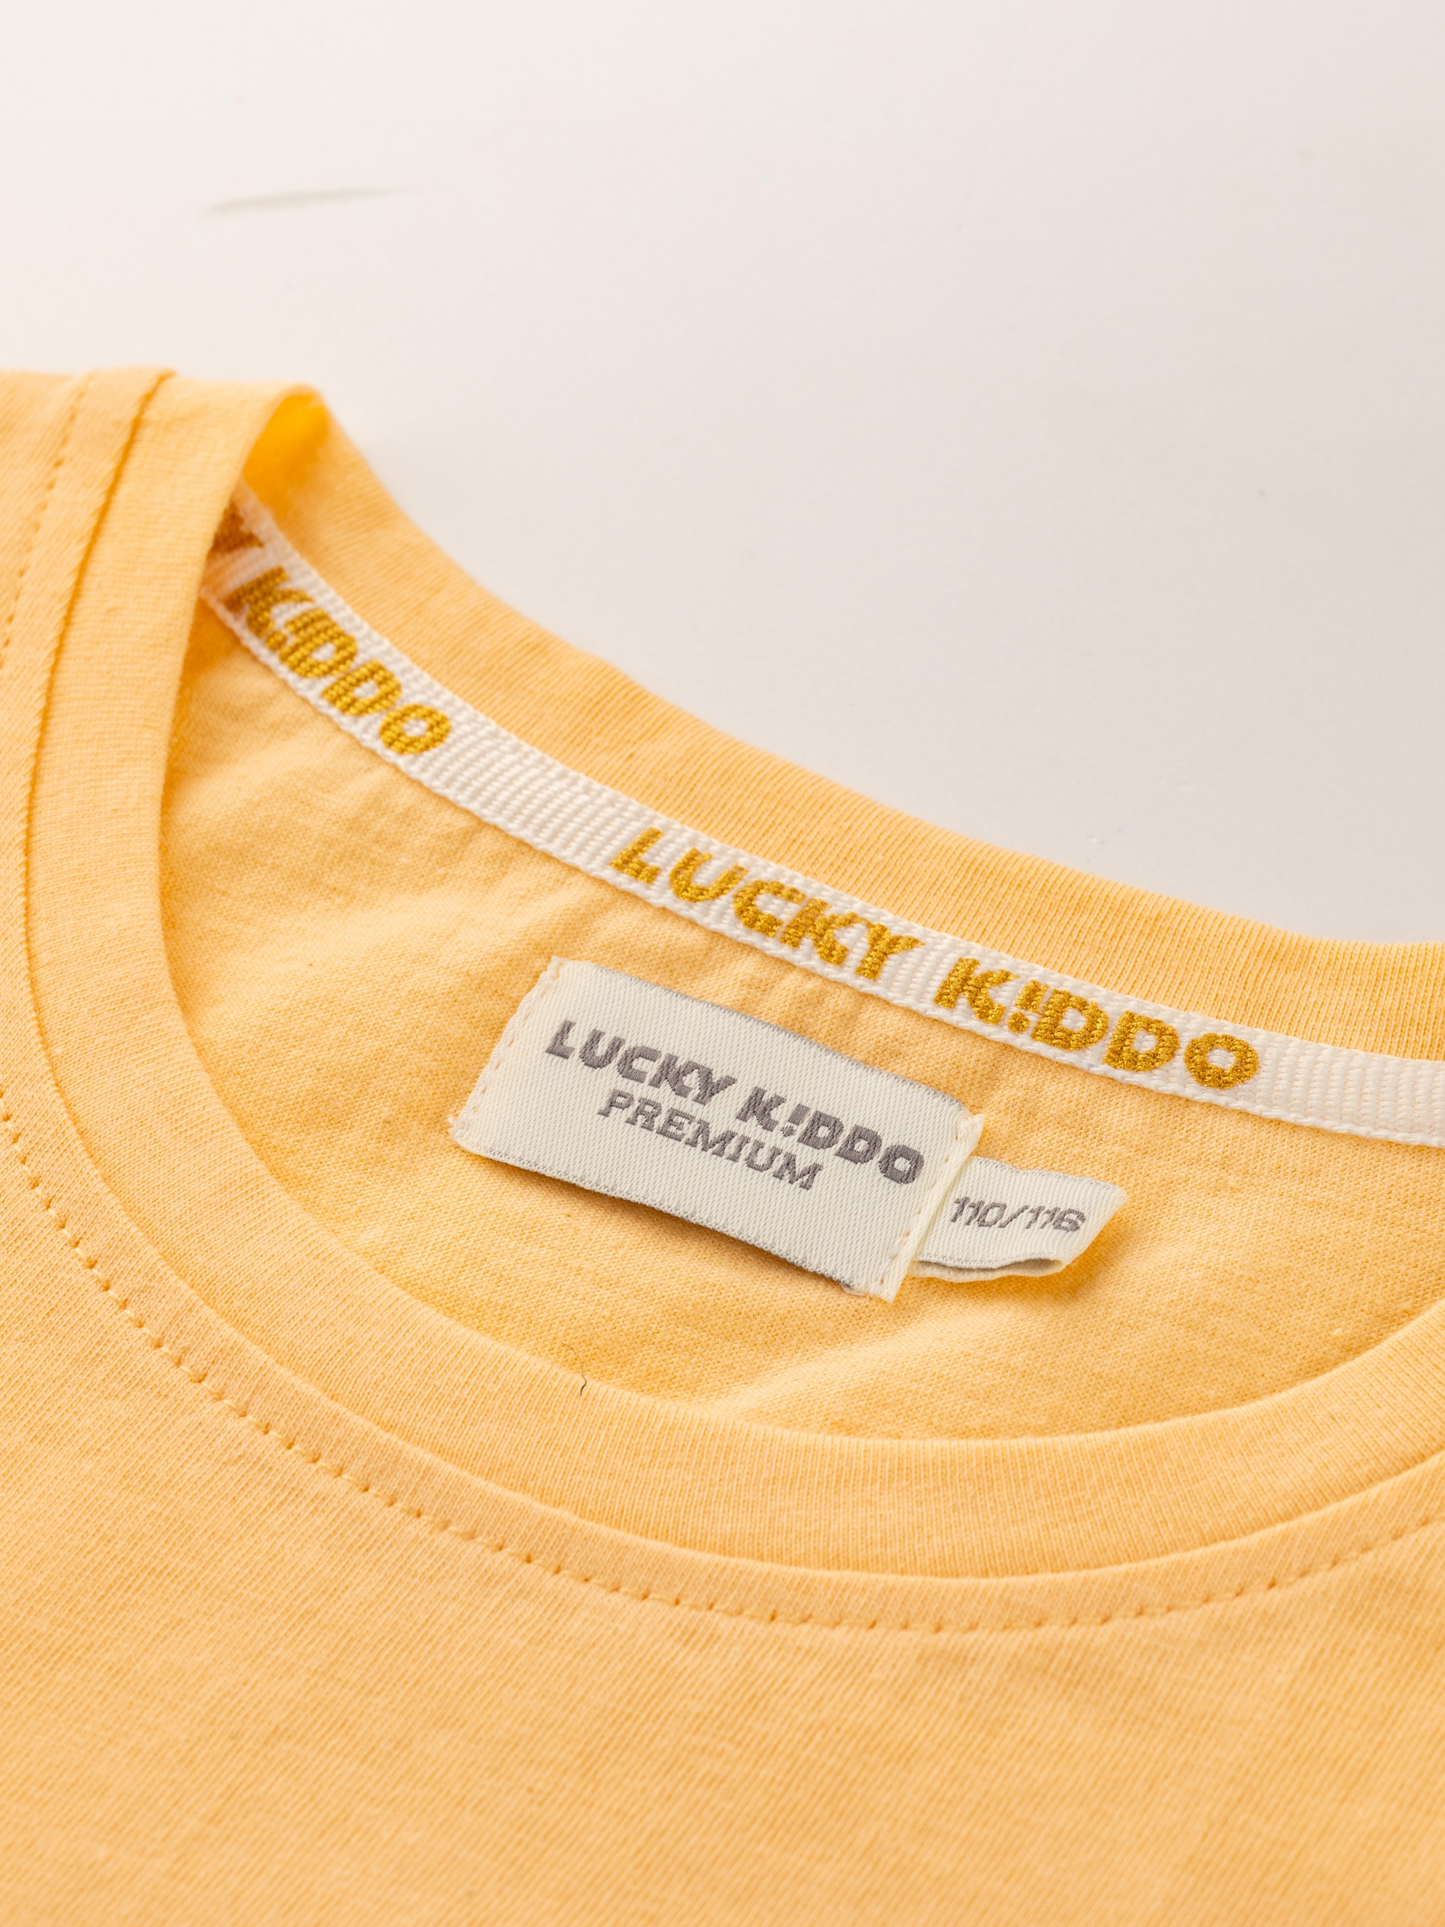 Y K!DDO
LUCKY K!DDO
LUCKY K!DDO
PREMIUM
110/116